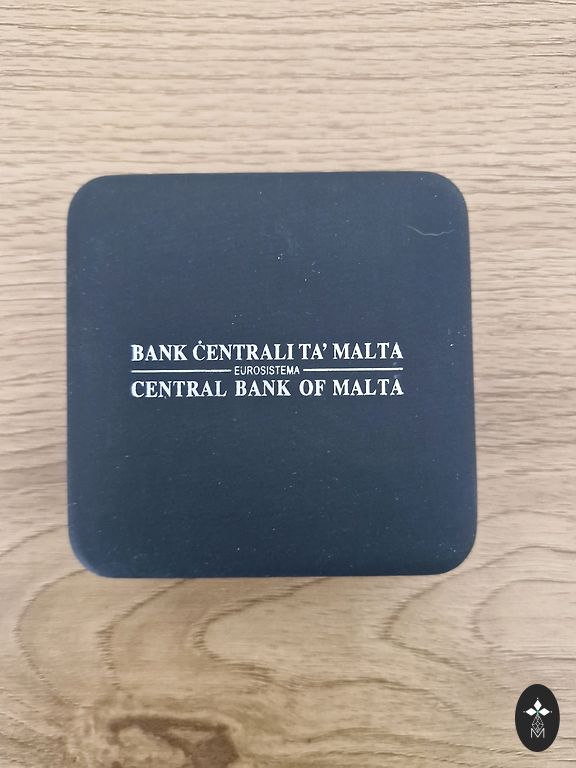 BANK ĊENTRALI TA' MALTA
EUROSISTEMA
CENTRAL BANK OF MALTA
M